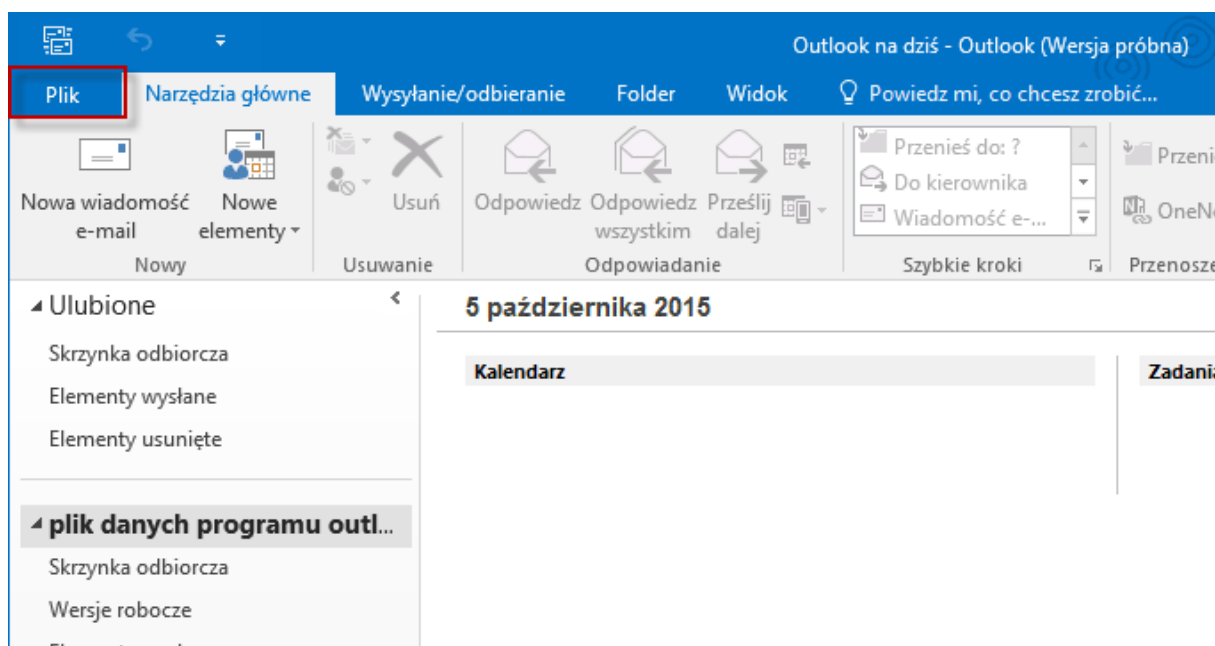 Outlook na dziś - Outlook (Wersja próbna)
Plik Narzędzia główne Wysyłanie/odbieranie Folder Widok Powiedz mi, co chcesz zrobić...
Nowa wiadomość e-mail
Nowe elementy
Usuń
Odpowiedz
Odpowiedz wszystkim
Prześlij dalej
Przenieś do: ?
Do kierownika
Wiadomość e-...
Przeni
OneN
Nowy Usuwanie Odpowiadanie Szybkie kroki Przenosze
Ulubione
Skrzynka odbiorcza
Elementy wysłane
Elementy usunięte
plik danych programu outl...
Skrzynka odbiorcza
Wersje robocze
5 października 2015
Kalendarz
Zadani